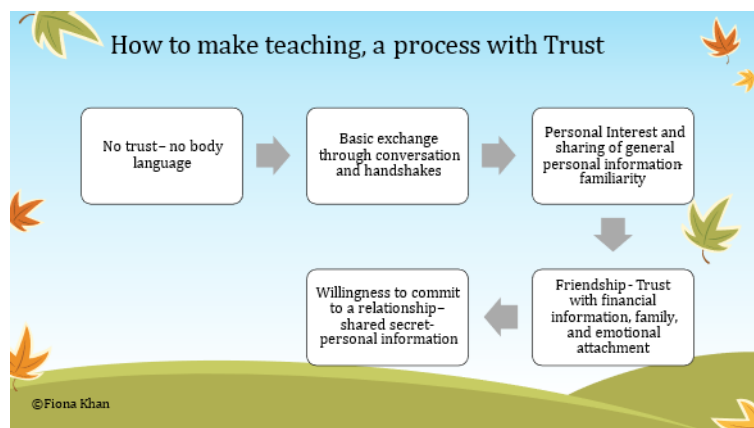 How to make teaching, a process with Trust
No trust– no body
language
Basic exchange
through conversation
and handshakes
Personal Interest and
sharing of general
personal information-
familiarity
Friendship - Trust
with financial
information, family,
and emotional
attachment
Willingness to commit
to a relationship–
shared secret-
personal information
©Fiona Khan